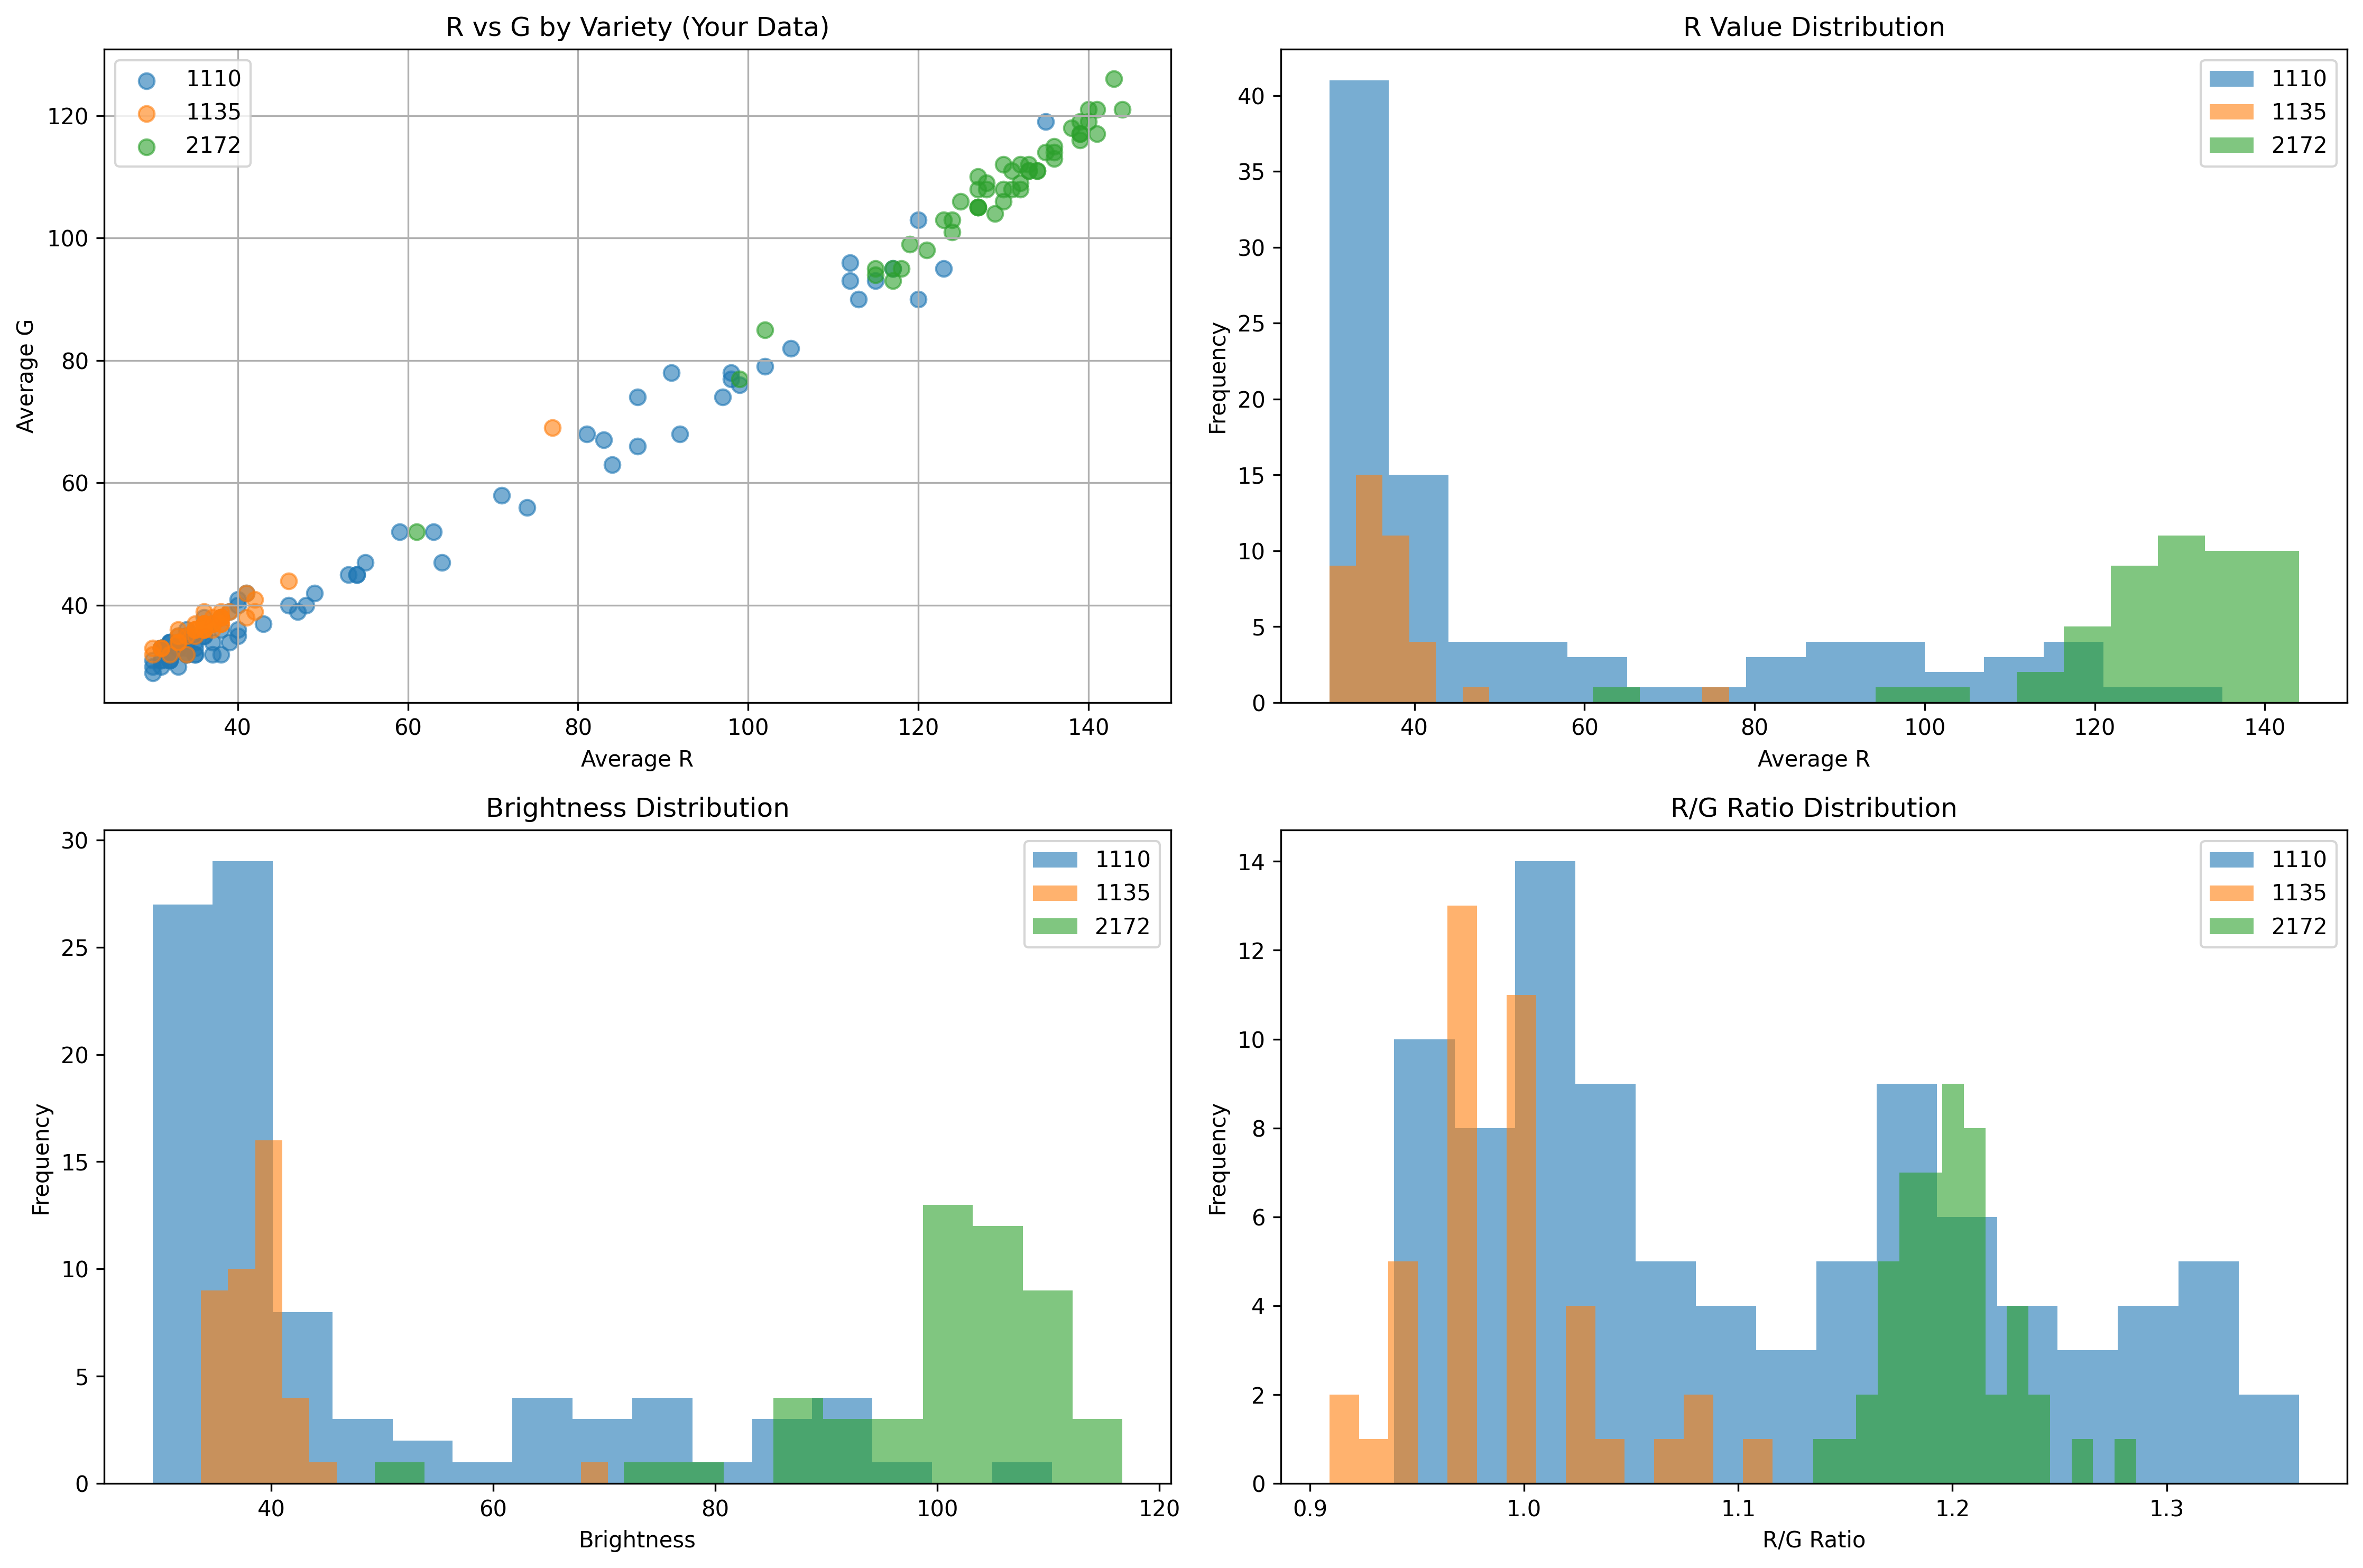 R vs G by Variety (Your Data)
1110
1135
2172
120
100
80
60
40
Average G
40 60 80 100 120 140
Average R
R Value Distribution
1110
1135
2172
40
35
30
25
20
15
10
5
0
Frequency
40 60 80 100 120 140
Average R
Brightness Distribution
1110
1135
2172
30
25
20
15
10
5
0
Frequency
40 60 80 100 120
Brightness
R/G Ratio Distribution
1110
1135
2172
14
12
10
8
6
4
2
0
Frequency
0.9 1.0 1.1 1.2 1.3
R/G Ratio